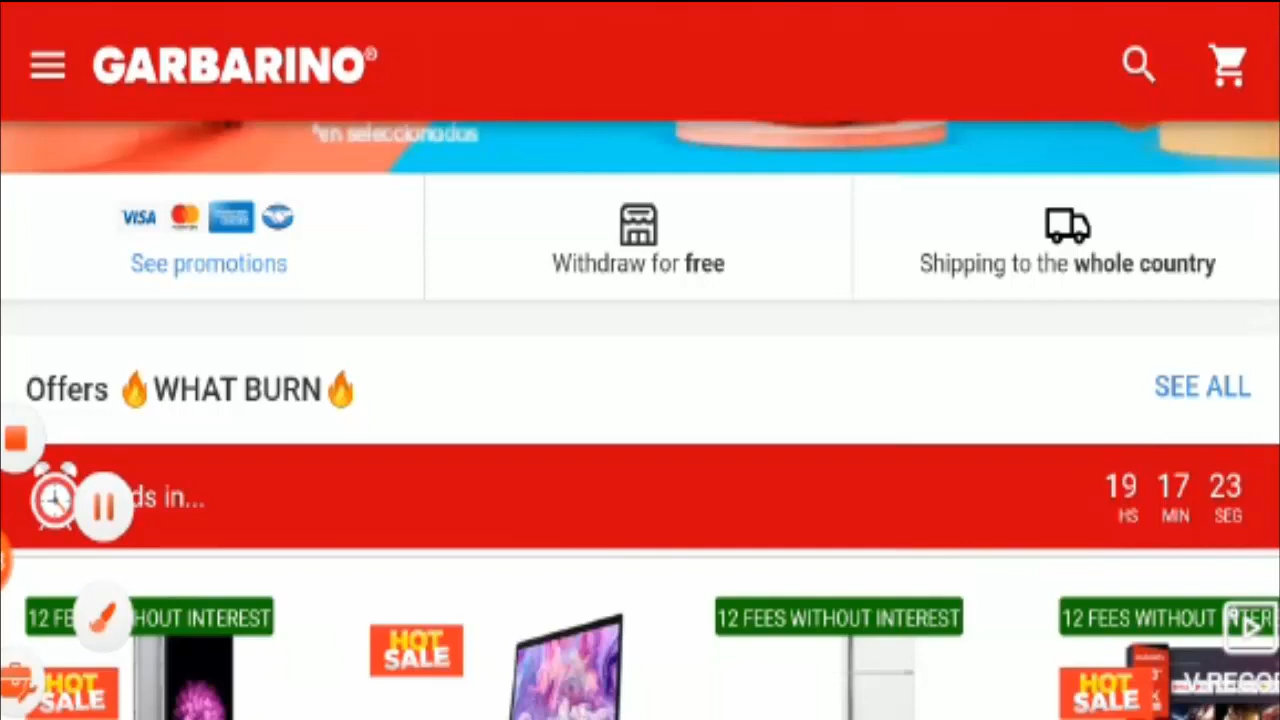 GARBARINO®
*en seleccionados
VISA
See promotions
Withdraw for free
Shipping to the whole country
Offers 🔥WHAT BURN🔥
SEE ALL
ds in...
19 17 23
HS MIN SEG
12 FE HOUT INTEREST
12 FEES WITHOUT INTEREST
12 FEES WITHOUT
HOT SALE
HOT SALE
HOT SALE
V-RECOR